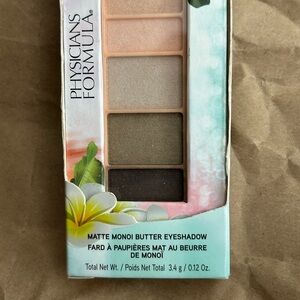 PHYSICIANS
FORMULA®
MATTE MONOI BUTTER EYESHADOW
FARD À PAUPIÈRES MAT AU BEURRE
DE MONOÏ
Total Net Wt. / Poids Net Total 3.4 g / 0.12 Oz.